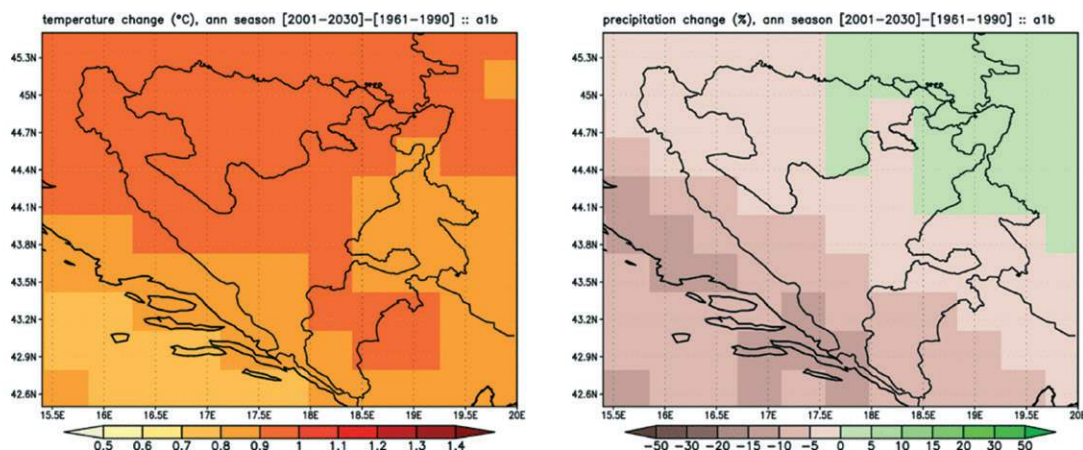 temperature change (°C), ann season [2001-2030]-[1961-1990] :: a1b
45.3N
45N
44.7N
44.4N
44.1N
43.8N
43.5N
43.2N
42.9N
42.6N
15.5E 16E 16.5E 17E 17.5E 18E 18.5E 19E 19.5E 20E
0.5 0.6 0.7 0.8 0.9 1 1.1 1.2 1.3 1.4
precipitation change (%), ann season [2001-2030]-[1961-1990] :: a1b
45.3N
45N
44.7N
44.4N
44.1N
43.8N
43.5N
43.2N
42.9N
42.6N
15.5E 16E 16.5E 17E 17.5E 18E 18.5E 19E 19.5E 20E
-50 -30 -20 -15 -10 -5 0 5 10 15 20 30 50